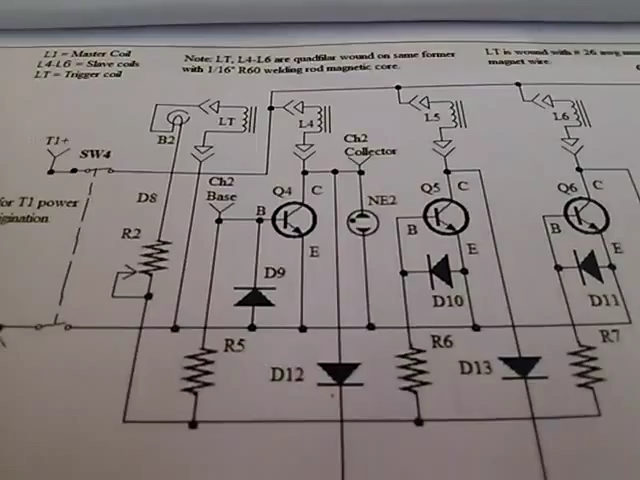 L1 = Master Coil
L4-L6 = Slave coils
LT = Trigger coil
Note: LT, L4-L6 are quadfilar wound on same former
with 1/16" R60 welding rod magnetic core.
LT is wound with # 26 awg
magnet wire.
T1+
SW4
B2
LT
L4
L5
L6
Ch2
Collector
Ch2
Base
D8
Q4
C
B
E
NE2
Q5
C
B
E
Q6
C
B
E
for T1 power
R2
D9
D10
D11
R5
R6
R7
D12
D13